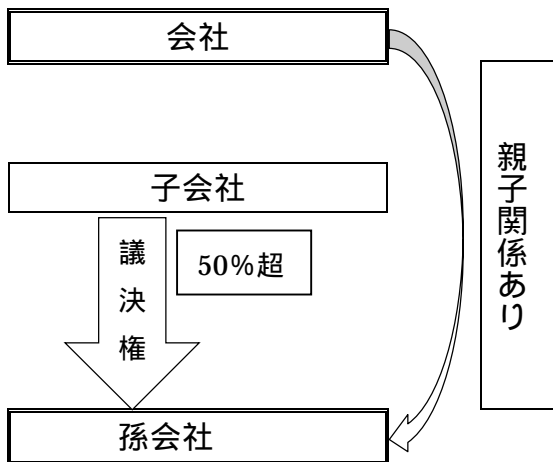 会社
子会社
議決権
50%超
孫会社
親子関係あり